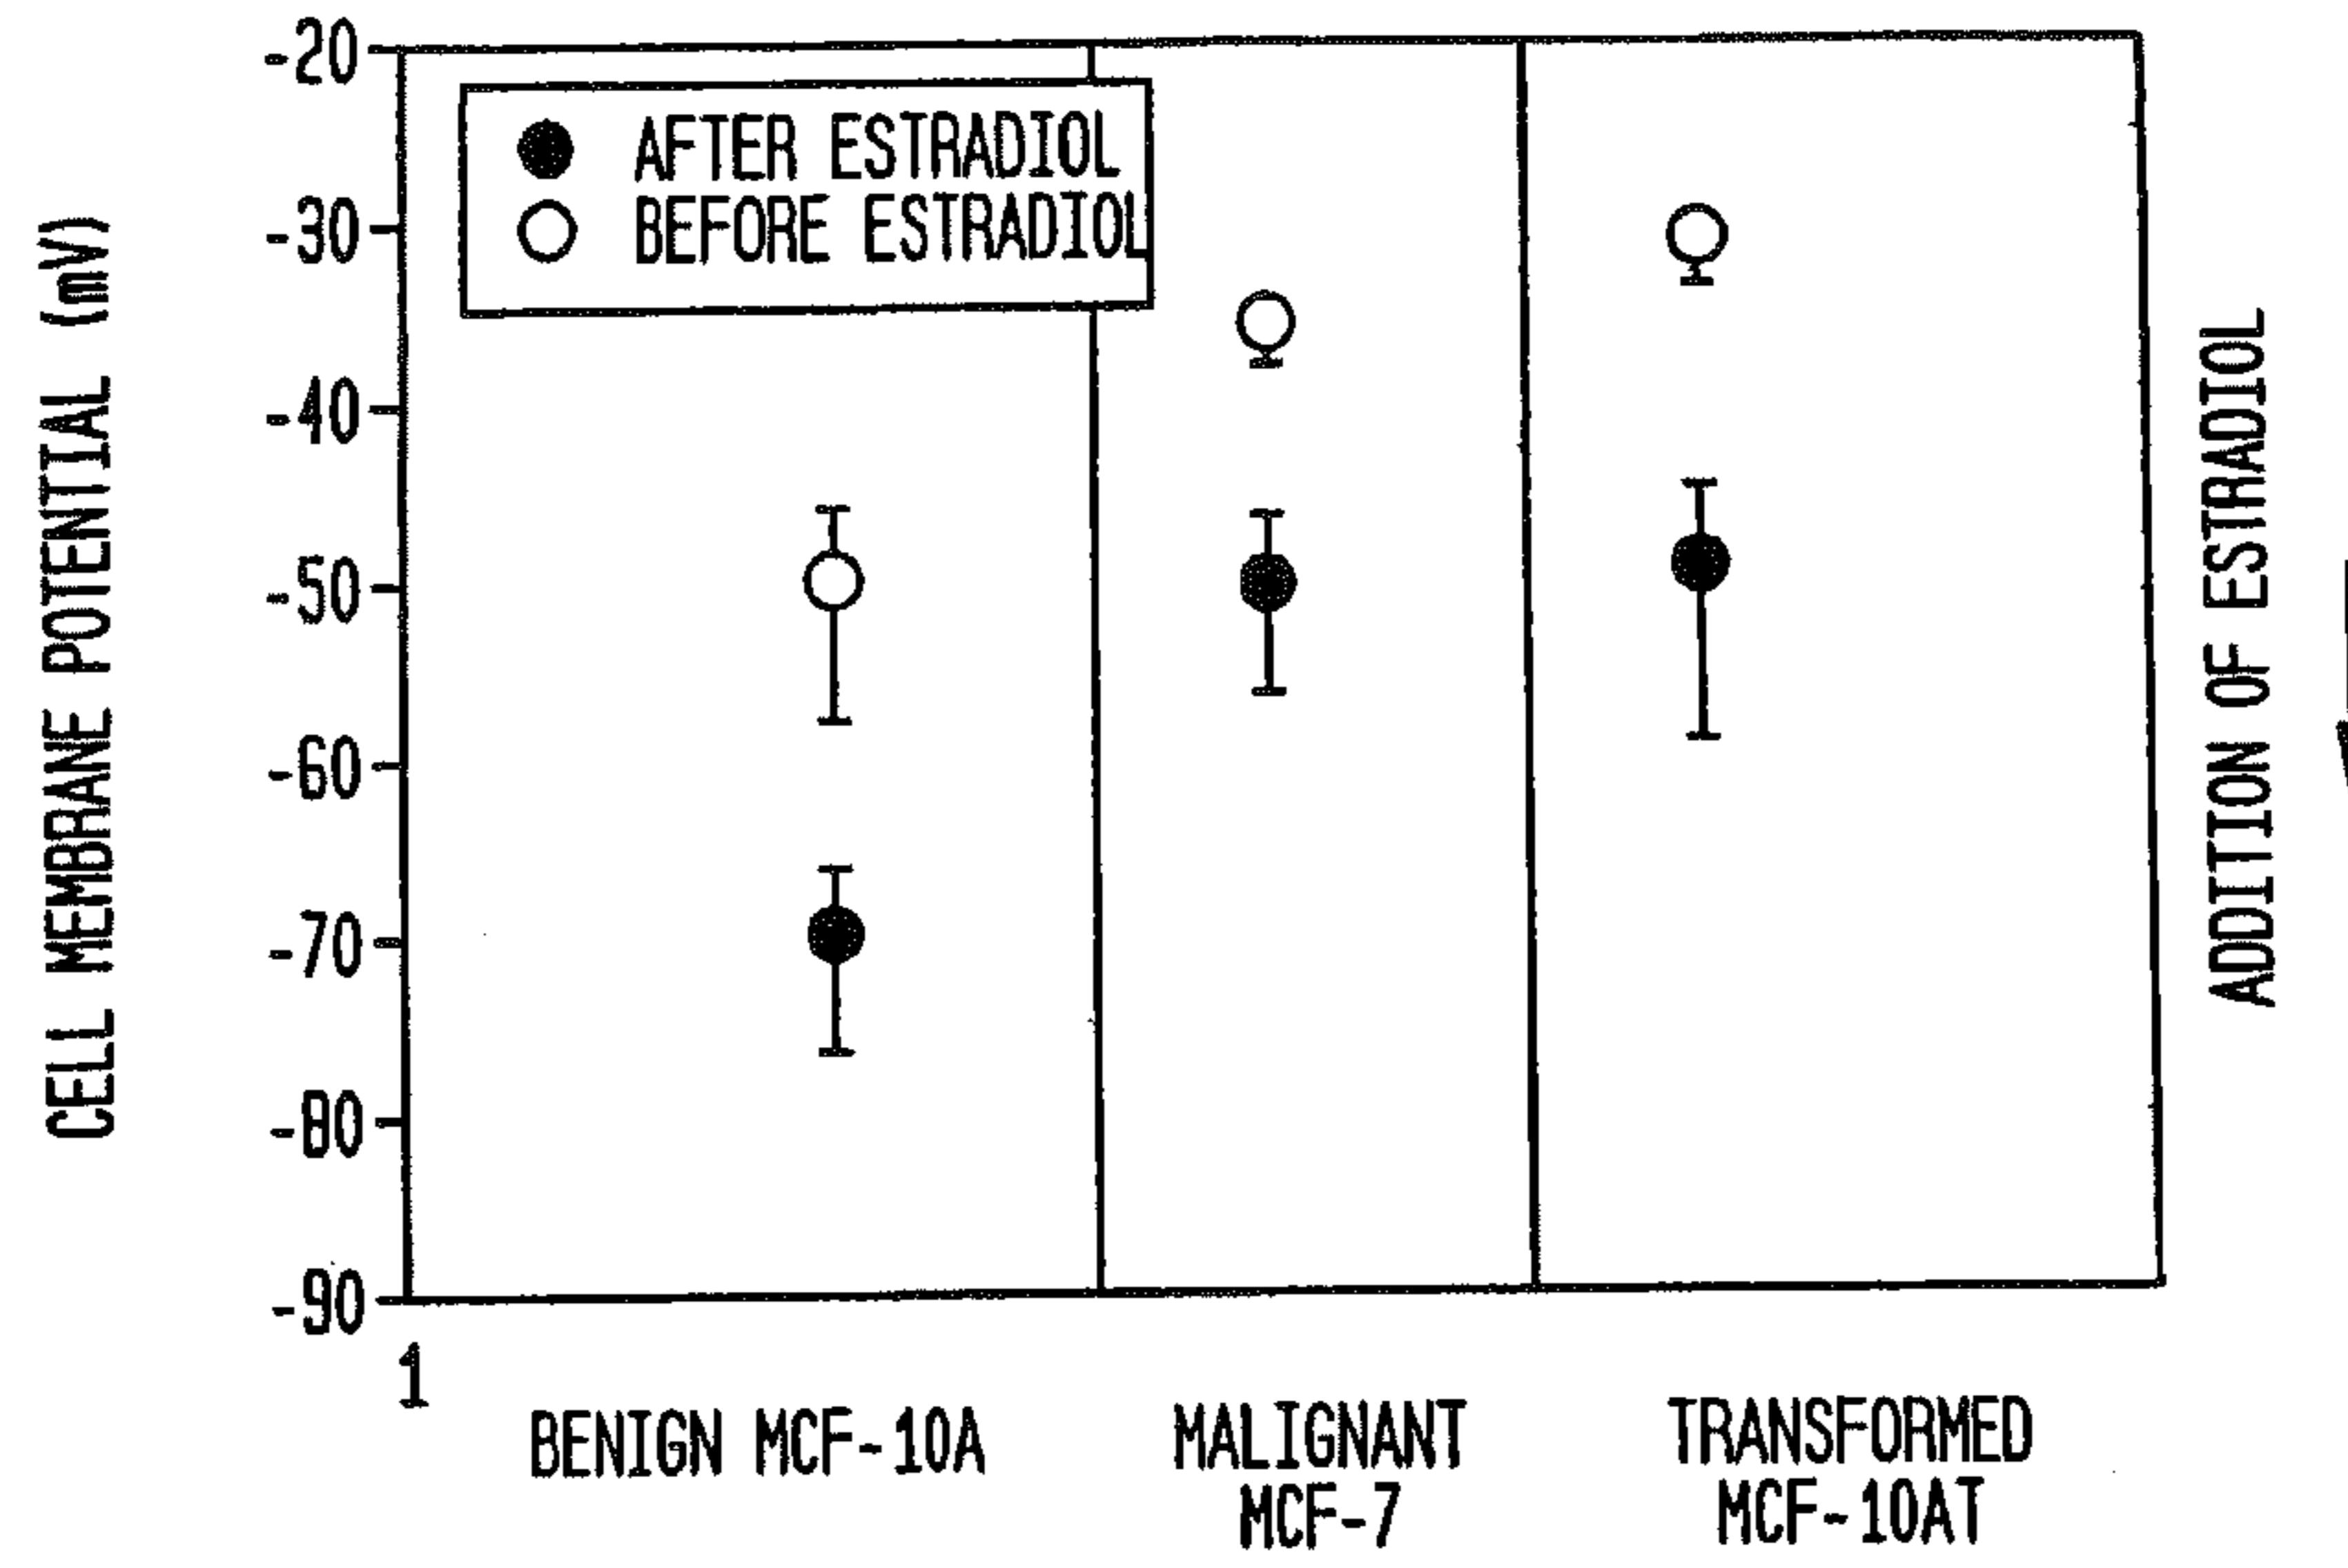 CELL MEMBRANE POTENTIAL (mV)
-20
-30
-40
-50
-60
-70
-80
-90
AFTER ESTRADIOL
BEFORE ESTRADIOL
ADDITION OF ESTRADIOL
1
BENIGN MCF-10A
MALIGNANT
MCF-7
TRANSFORMED
MCF-10AT